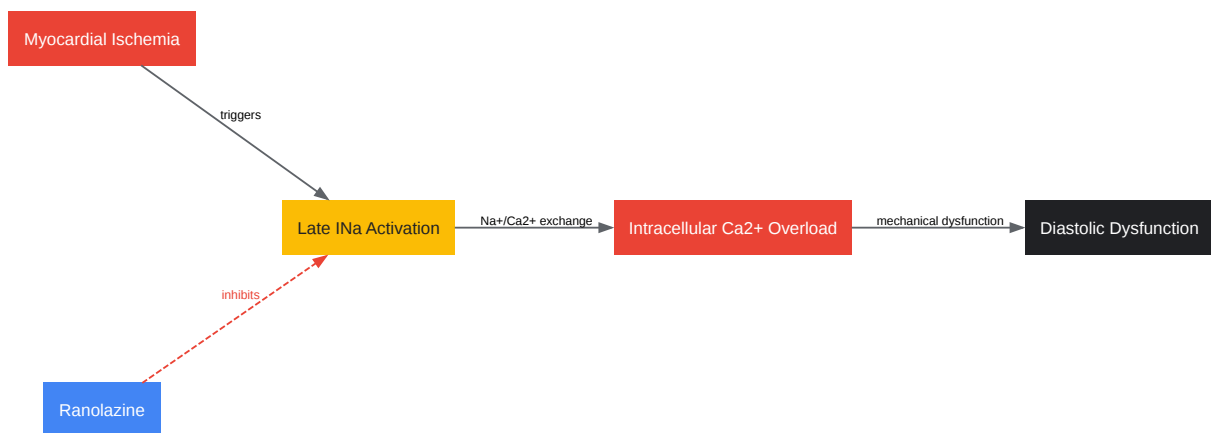 Myocardial Ischemia
triggers
Late INa Activation
Na+/Ca2+ exchange
Intracellular Ca2+ Overload
mechanical dysfunction
Diastolic Dysfunction
inhibits
Ranolazine